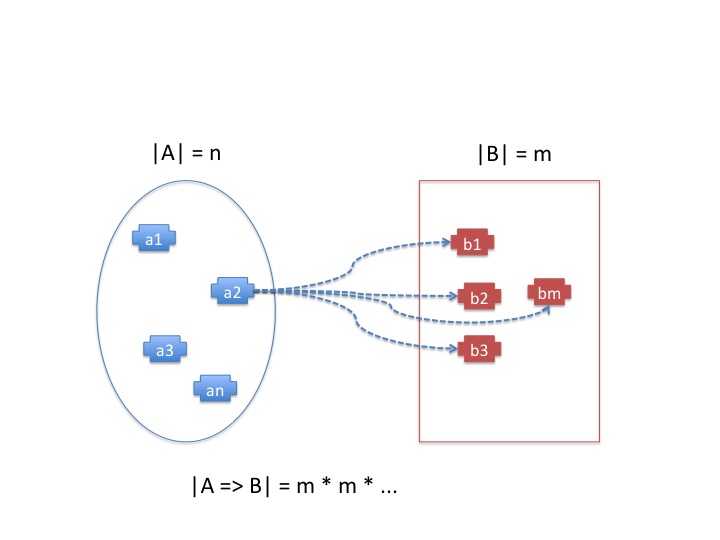 |A| = n
|B| = m
a1
b1
a2
b2
bm
a3
b3
an
|A => B| = m * m * ...